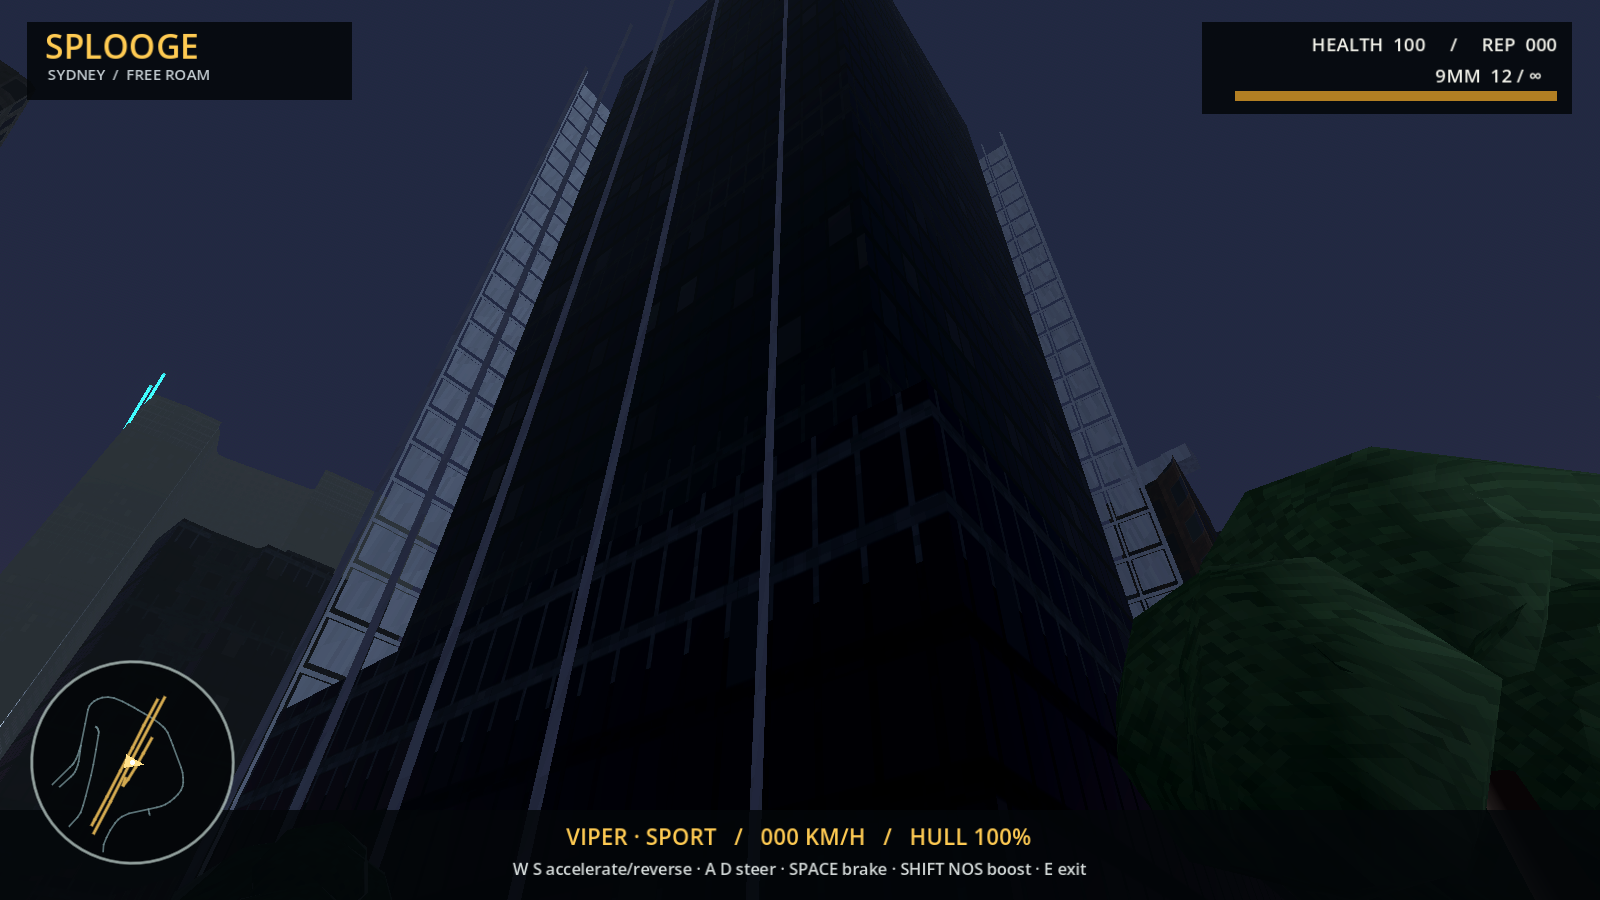 SPLOOGE
SYDNEY / FREE ROAM
HEALTH 100 / REP 000
9MM 12 / ∞
VIPER · SPORT / 000 KM/H / HULL 100%
W S accelerate/reverse · A D steer · SPACE brake · SHIFT NOS boost · E exit